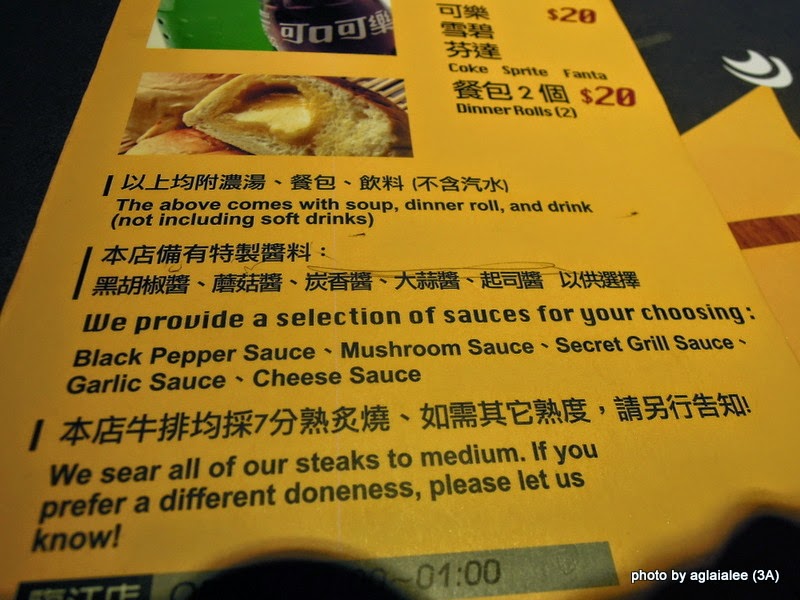 可口可樂
可樂 $20
雪碧
芬達
Coke Sprite Fanta
餐包 2 個 $20
Dinner Rolls (2)
以上均附濃湯、餐包、飲料 (不含汽水)
The above comes with soup, dinner roll, and drink
(not including soft drinks)
本店備有特製醬料：
黑胡椒醬、蘑菇醬、炭香醬、大蒜醬、起司醬 以供選擇
We provide a selection of sauces for your choosing:
Black Pepper Sauce、Mushroom Sauce、Secret Grill Sauce、
Garlic Sauce、Cheese Sauce
本店牛排均採7分熟炙燒、如需其它熟度，請另行告知!
We sear all of our steaks to medium. If you
prefer a different doneness, please let us
know!
臨江店 ~01:00
photo by aglaialee (3A)